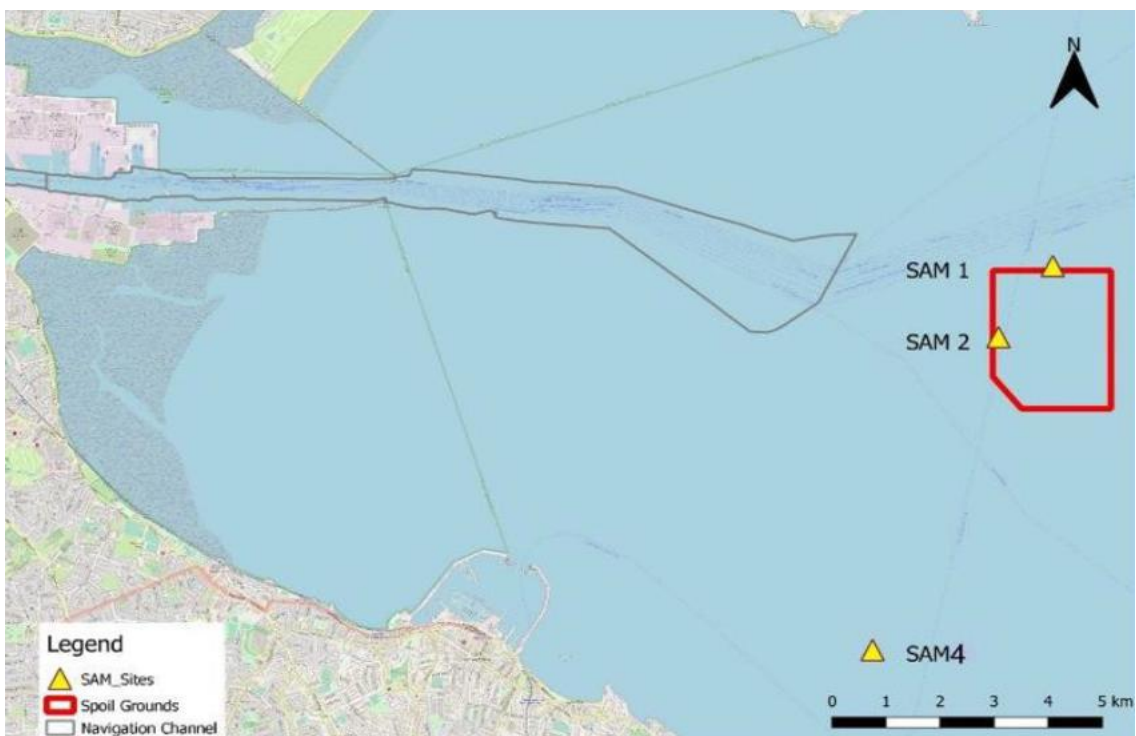 N
SAM 1
SAM 2
SAM4
Legend
SAM_Sites
Spoil Grounds
Navigation Channel
0 1 2 3 4 5 km